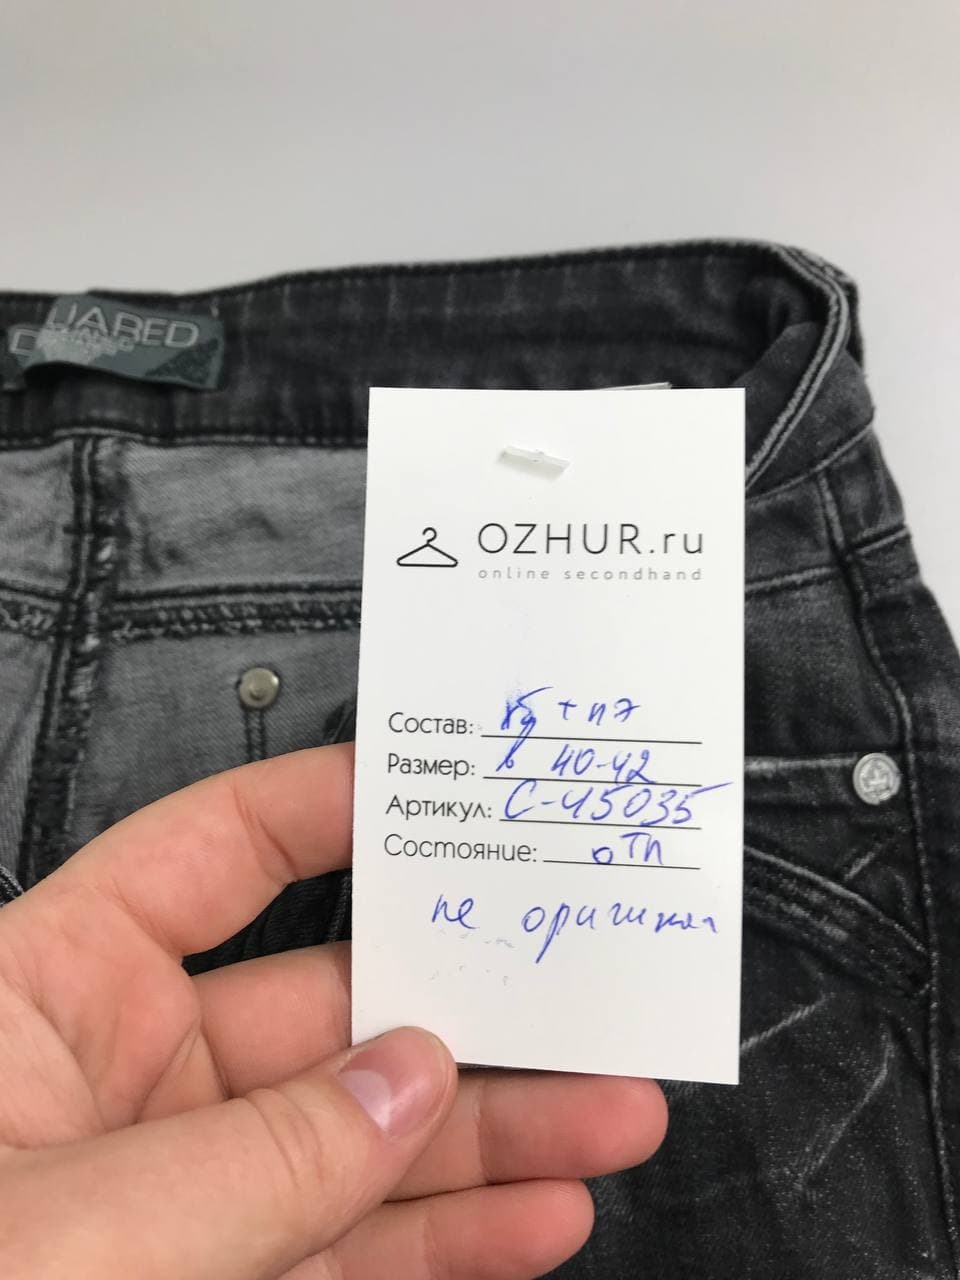 OZHUR.ru
online secondhand
Состав: хб + пэ
Размер: в 40-42
Артикул: С-45035
Состояние: отл
не оригинал